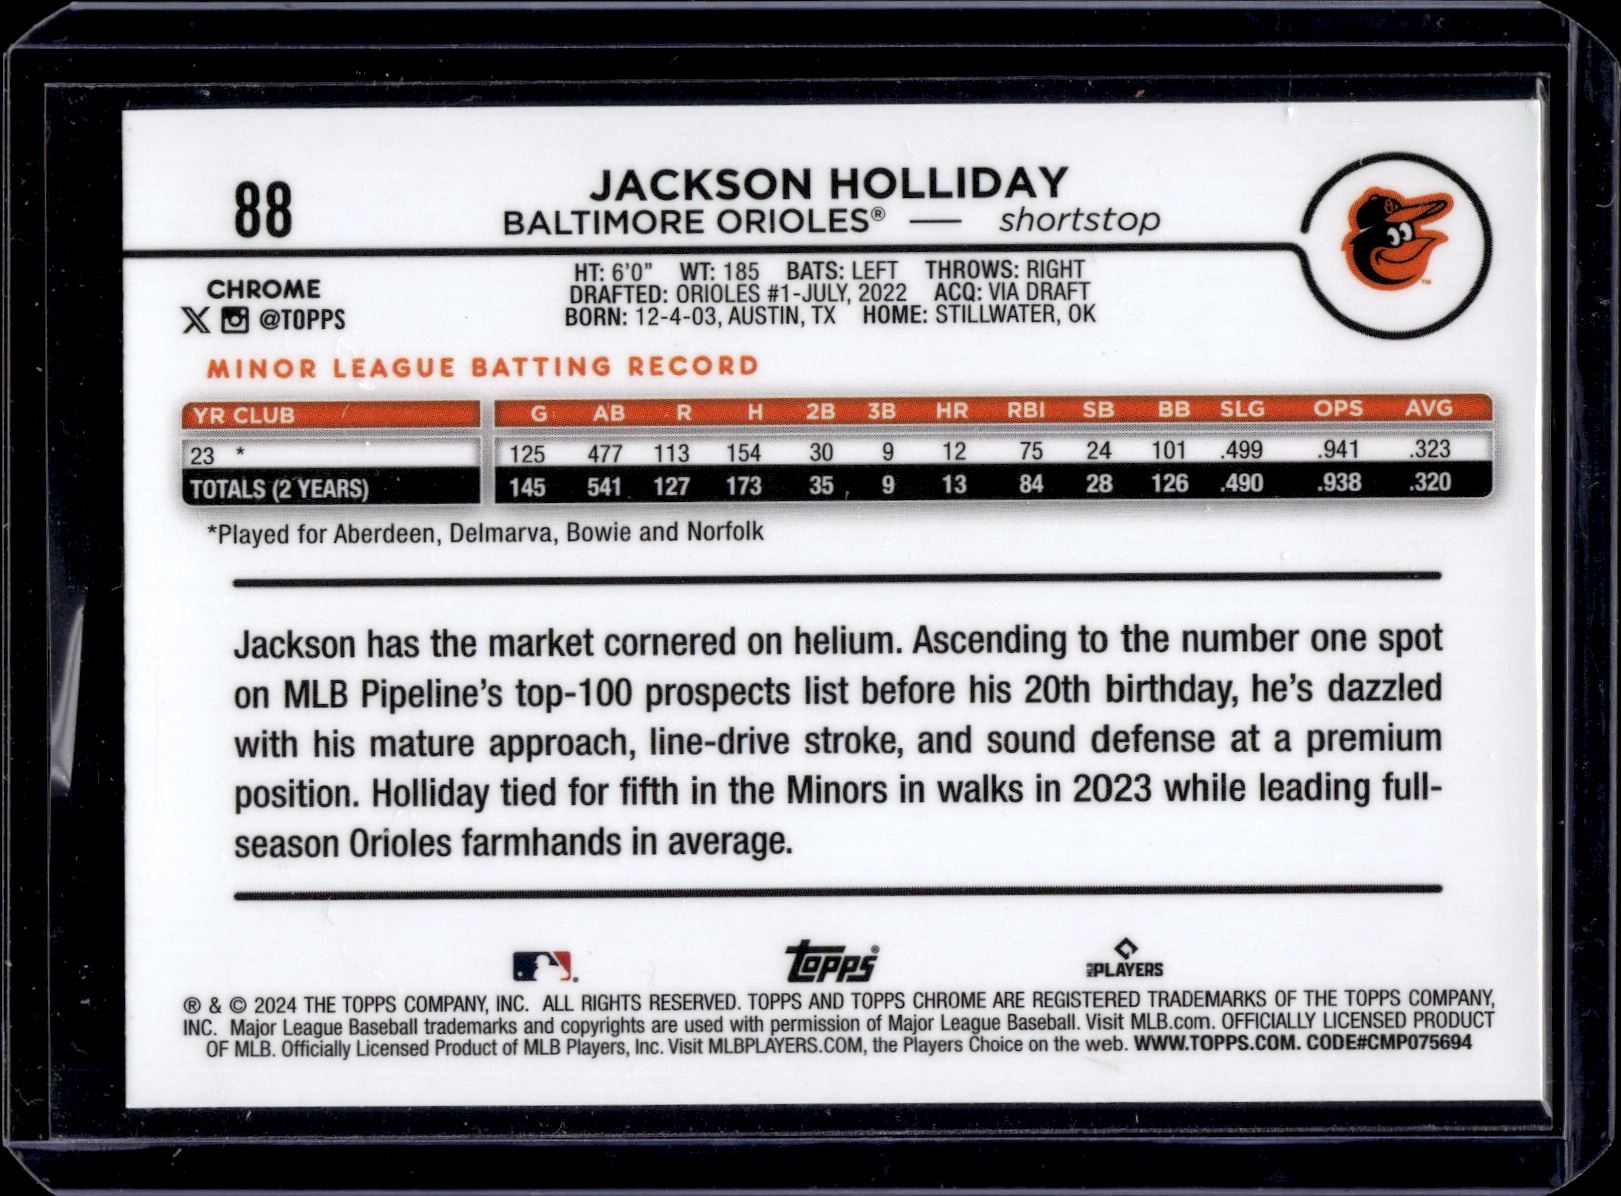 88
JACKSON HOLLIDAY
BALTIMORE ORIOLES® — shortstop
CHROME
@TOPPS
HT: 6'0" WT: 185 BATS: LEFT THROWS: RIGHT
DRAFTED: ORIOLES #1-JULY, 2022 ACQ: VIA DRAFT
BORN: 12-4-03, AUSTIN, TX HOME: STILLWATER, OK
MINOR LEAGUE BATTING RECORD
YR CLUB G AB R H 2B 3B HR RBI SB BB SLG OPS AVG
23 * 125 477 113 154 30 9 12 75 24 101 .499 .941 .323
TOTALS (2 YEARS) 145 541 127 173 35 9 13 84 28 126 .490 .938 .320
*Played for Aberdeen, Delmarva, Bowie and Norfolk
Jackson has the market cornered on helium. Ascending to the number one spot
on MLB Pipeline's top-100 prospects list before his 20th birthday, he's dazzled
with his mature approach, line-drive stroke, and sound defense at a premium
position. Holliday tied for fifth in the Minors in walks in 2023 while leading full-
season Orioles farmhands in average.
topps®
MLB PLAYERS
® & © 2024 THE TOPPS COMPANY, INC. ALL RIGHTS RESERVED. TOPPS AND TOPPS CHROME ARE REGISTERED TRADEMARKS OF THE TOPPS COMPANY,
INC. Major League Baseball trademarks and copyrights are used with permission of Major League Baseball. Visit MLB.com. OFFICIALLY LICENSED PRODUCT
OF MLB. Officially Licensed Product of MLB Players, Inc. Visit MLBPLAYERS.COM, the Players Choice on the web. WWW.TOPPS.COM. CODE#CMP075694